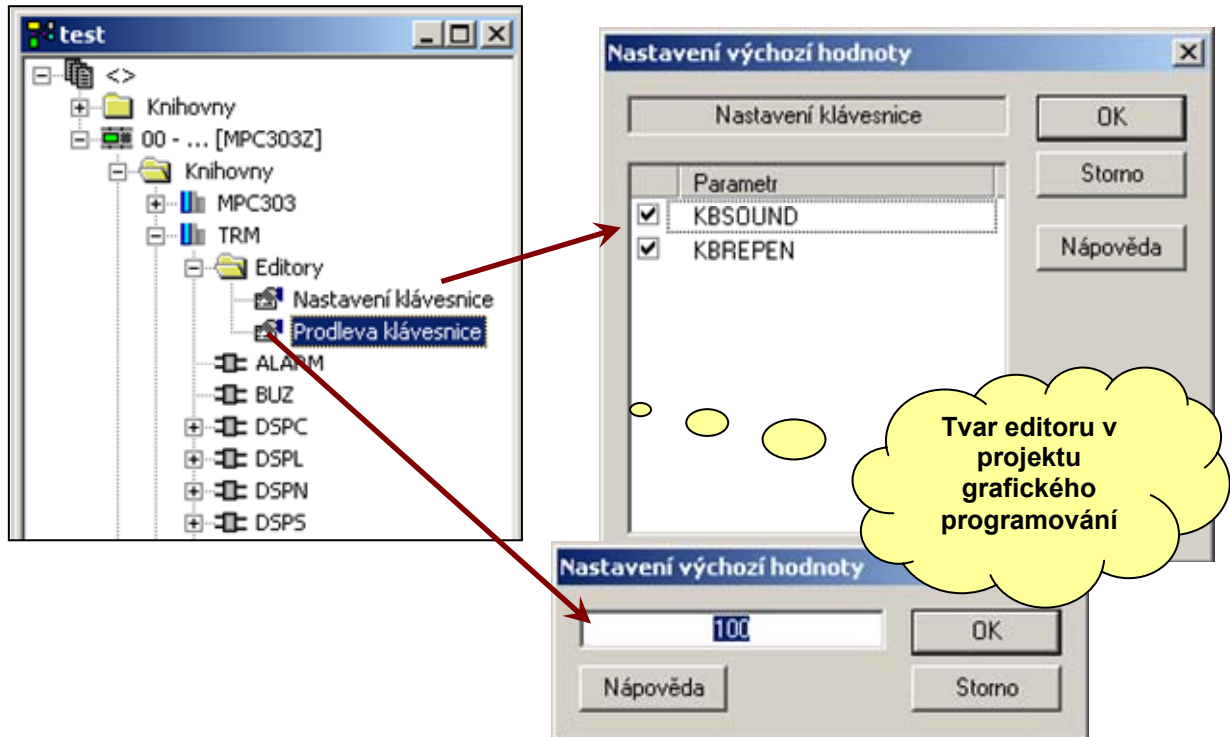 test
<>
Knihovny
00 - ... [MPC303Z]
Knihovny
MPC303
TRM
Editory
Nastavení klávesnice
Prodleva klávesnice
ALARM
BUZ
DSPC
DSPL
DSPN
DSPS
Nastavení výchozí hodnoty
Nastavení klávesnice
OK
Storno
Nápověda
Parametr
KBSOUND
KBREPEN
Tvar editoru v
projektu
grafického
programování
Nastavení výchozí hodnoty
100
OK
Nápověda
Storno